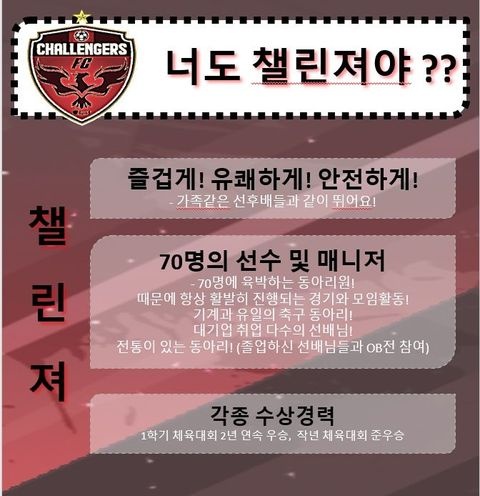 CHALLENGERS
FC
너도 챌린져야 ??
챌
린
져
즐겁게! 유쾌하게! 안전하게!
- 가족같은 선후배들과 같이 뛰어요!
70명의 선수 및 매니저
- 70명에 육박하는 동아리원!
때문에 항상 활발히 진행되는 경기와 모임활동!
기계과 유일의 축구 동아리!
대기업 취업 다수의 선배님!
전통이 있는 동아리! (졸업하신 선배님들과 OB전 참여)
각종 수상경력
1학기 체육대회 2년 연속 우승, 작년 체육대회 준우승